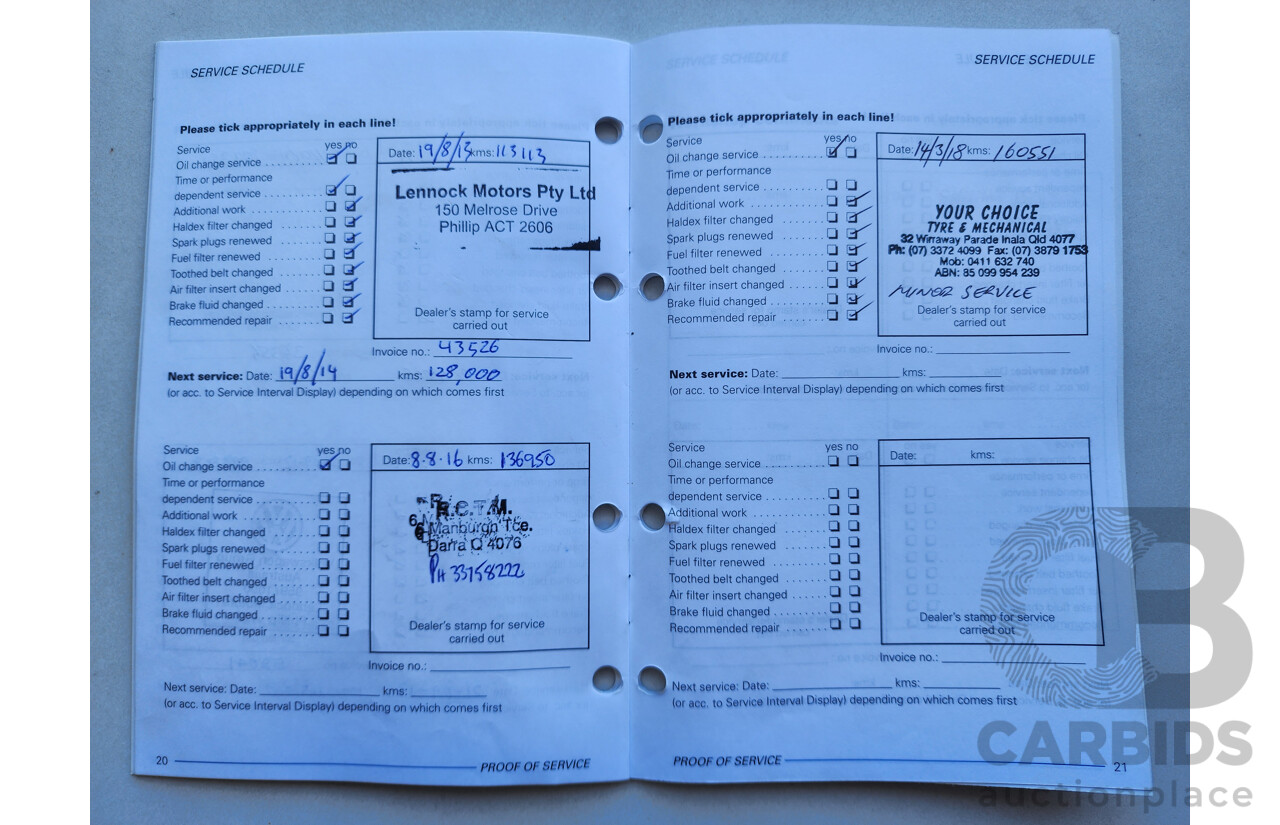 SERVICE SCHEDULE
Please tick appropriately in each line!
Service yes no
Oil change service
Time or performance
dependent service
Additional work
Haldex filter changed
Spark plugs renewed
Fuel filter renewed
Toothed belt changed
Air filter insert changed
Brake fluid changed
Recommended repair
Date: 19/8/13 kms: 113113
Lennock Motors Pty Ltd
150 Melrose Drive
Phillip ACT 2606
Dealer's stamp for service
carried out
Invoice no.: 43526
Next service: Date: 19/8/14 kms: 128,000
(or acc. to Service Interval Display) depending on which comes first
Service yes no
Oil change service
Time or performance
dependent service
Additional work
Haldex filter changed
Spark plugs renewed
Fuel filter renewed
Toothed belt changed
Air filter insert changed
Brake fluid changed
Recommended repair
Date: 8.8.16 kms: 136950
R.C.T.M.
6 Manburgh Tce.
Darra Q 4076
PH 33758222
Dealer's stamp for service
carried out
Invoice no.:
Next service: Date: kms:
(or acc. to Service Interval Display) depending on which comes first
20 PROOF OF SERVICE
SERVICE SCHEDULE
Please tick appropriately in each line!
Service yes no
Oil change service
Time or performance
dependent service
Additional work
Haldex filter changed
Spark plugs renewed
Fuel filter renewed
Toothed belt changed
Air filter insert changed
Brake fluid changed
Recommended repair
Date: 14/3/18 kms: 160551
YOUR CHOICE
TYRE & MECHANICAL
32 Wirraway Parade Inala Qld 4077
Ph: (07) 3372 4099 Fax: (07) 3879 1753
Mob: 0411 632 740
ABN: 85 099 954 239
MINOR SERVICE
Dealer's stamp for service
carried out
Invoice no.:
Next service: Date: kms:
(or acc. to Service Interval Display) depending on which comes first
Service yes no
Oil change service
Time or performance
dependent service
Additional work
Haldex filter changed
Spark plugs renewed
Fuel filter renewed
Toothed belt changed
Air filter insert changed
Brake fluid changed
Recommended repair
Date: kms:
Dealer's stamp for service
carried out
Invoice no.:
Next service: Date: kms:
(or acc. to Service Interval Display) depending on which comes first
PROOF OF SERVICE 21
CB
CARBIDS
auctionplace